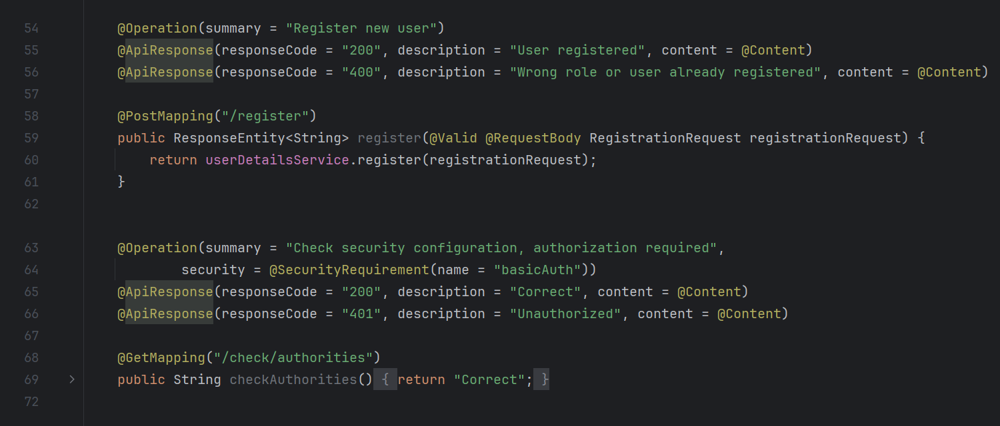 54 @Operation(summary = "Register new user")
55 @ApiResponse(responseCode = "200", description = "User registered", content = @Content)
56 @ApiResponse(responseCode = "400", description = "Wrong role or user already registered", content = @Content)
57
58 @PostMapping("/register")
59 public ResponseEntity<String> register(@Valid @RequestBody RegistrationRequest registrationRequest) {
60     return userDetailsService.register(registrationRequest);
61 }
62
63 @Operation(summary = "Check security configuration, authorization required",
64         security = @SecurityRequirement(name = "basicAuth"))
65 @ApiResponse(responseCode = "200", description = "Correct", content = @Content)
66 @ApiResponse(responseCode = "401", description = "Unauthorized", content = @Content)
67
68 @GetMapping("/check/authorities")
69 public String checkAuthorities() { return "Correct"; }
72